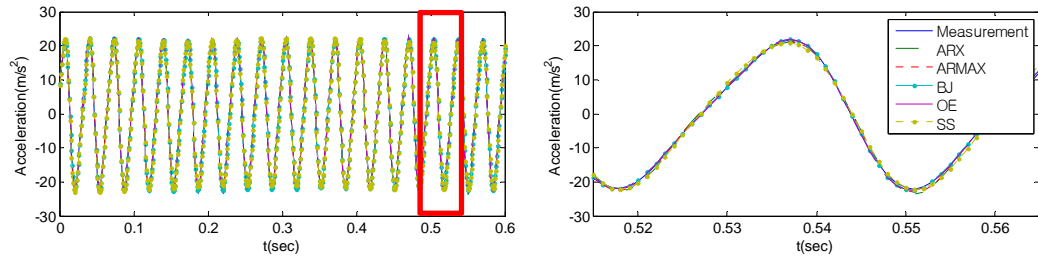 Acceleration(m/s²)
30
20
10
0
-10
-20
-30
0 0.1 0.2 0.3 0.4 0.5 0.6
t(sec)
Acceleration(m/s²)
30
20
10
0
-10
-20
-30
0.52 0.53 0.54 0.55 0.56
t(sec)
Measurement
ARX
ARMAX
BJ
OE
SS